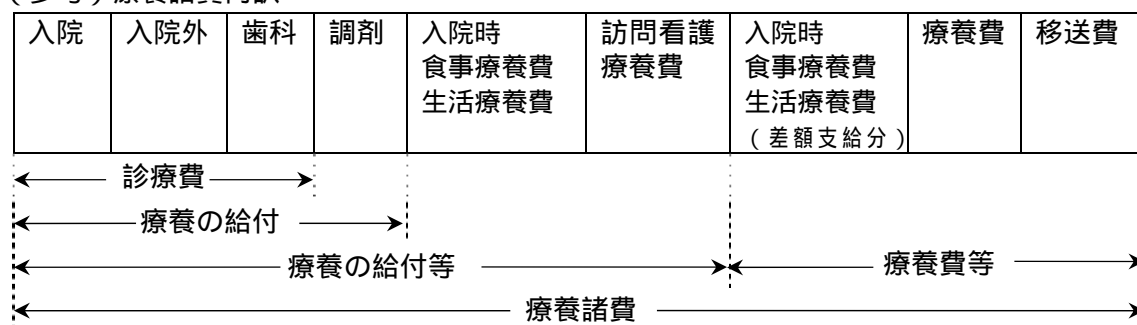 入院 入院外 歯科 調剤 入院時 訪問看護 入院時 療養費 移送費
食事療養費 療養費 食事療養費
生活療養費 生活療養費
（差額支給分）
診療費
療養の給付
療養の給付等 療養費等
療養諸費